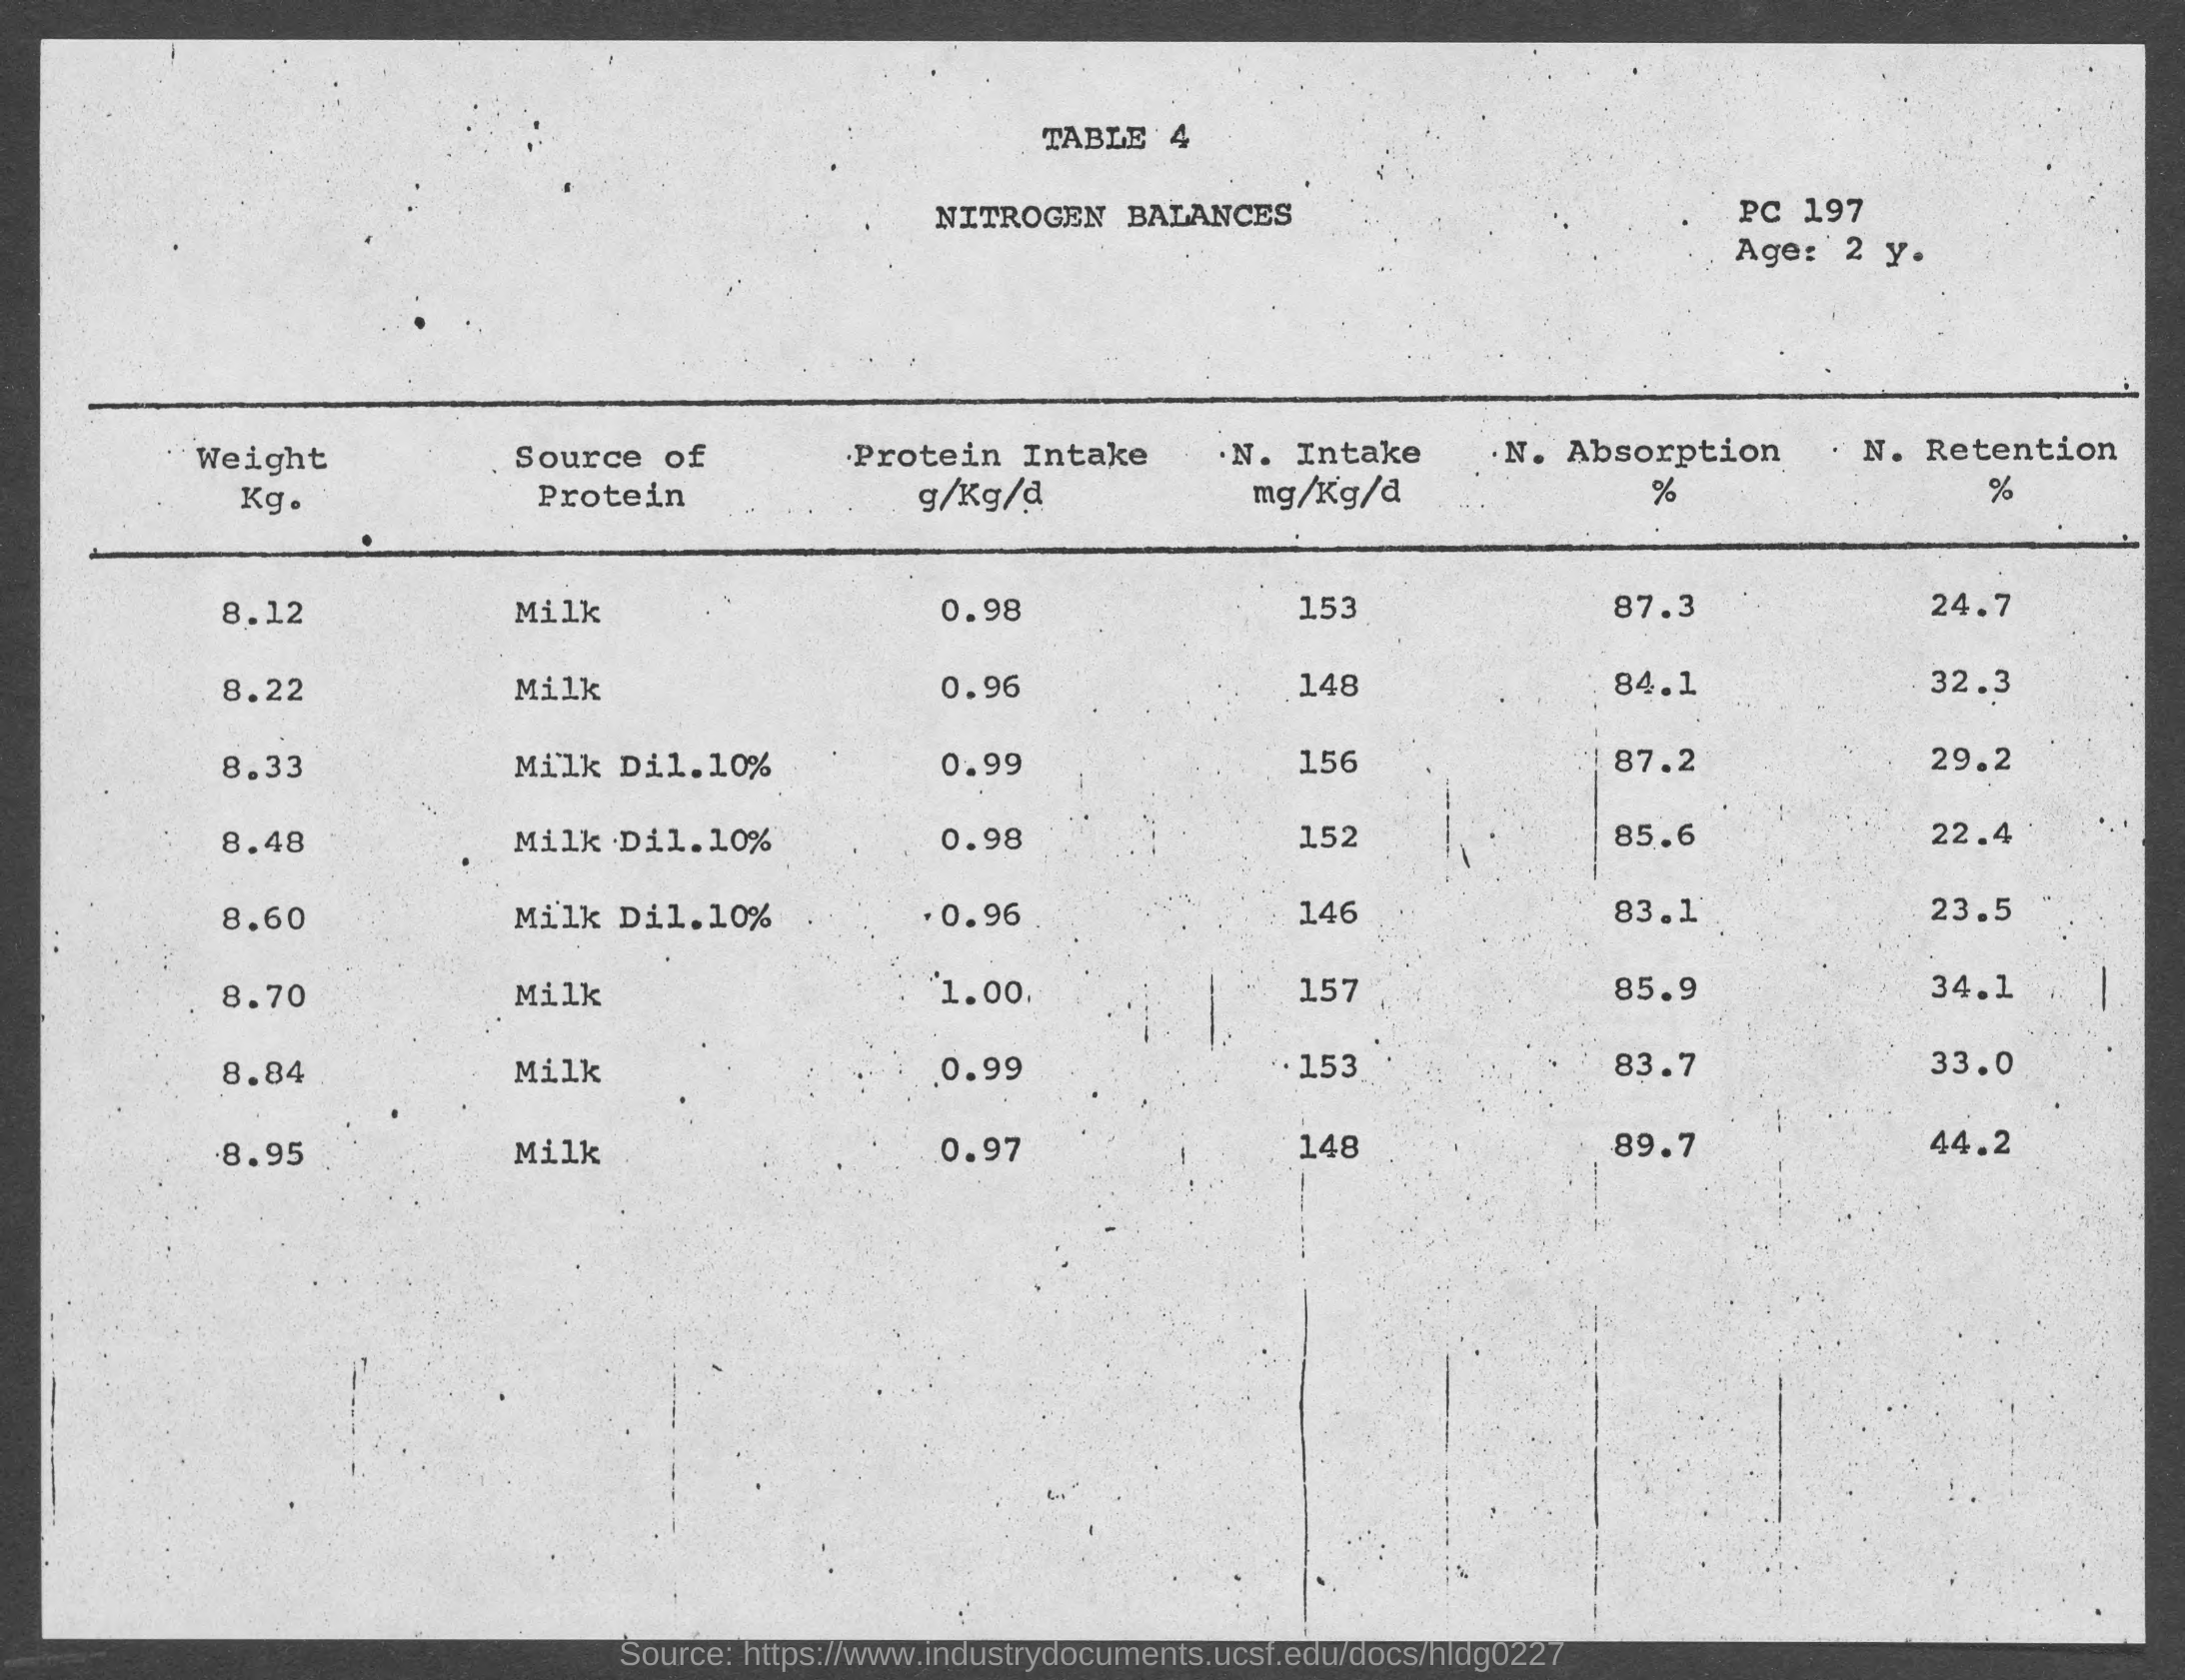 TABLE 4
NITROGEN BALANCES
PC 197
Age: 2 y.
Weight Kg. Source of Protein Protein Intake g/Kg/d N. Intake mg/Kg/d N. Absorption % N. Retention %
8.12 Milk 0.98 153 87.3 24.7
8.22 Milk 0.96 148 84.1 32.3
8.33 Milk Dil.10% 0.99 156 87.2 29.2
8.48 Milk Dil.10% 0.98 152 85.6 22.4
8.60 Milk Dil.10% 0.96 146 83.1 23.5
8.70 Milk 1.00 157 85.9 34.1
8.84 Milk 0.99 153 83.7 33.0
8.95 Milk 0.97 148 89.7 44.2
Source: https://www.industrydocuments.ucsf.edu/docs/hldg0227